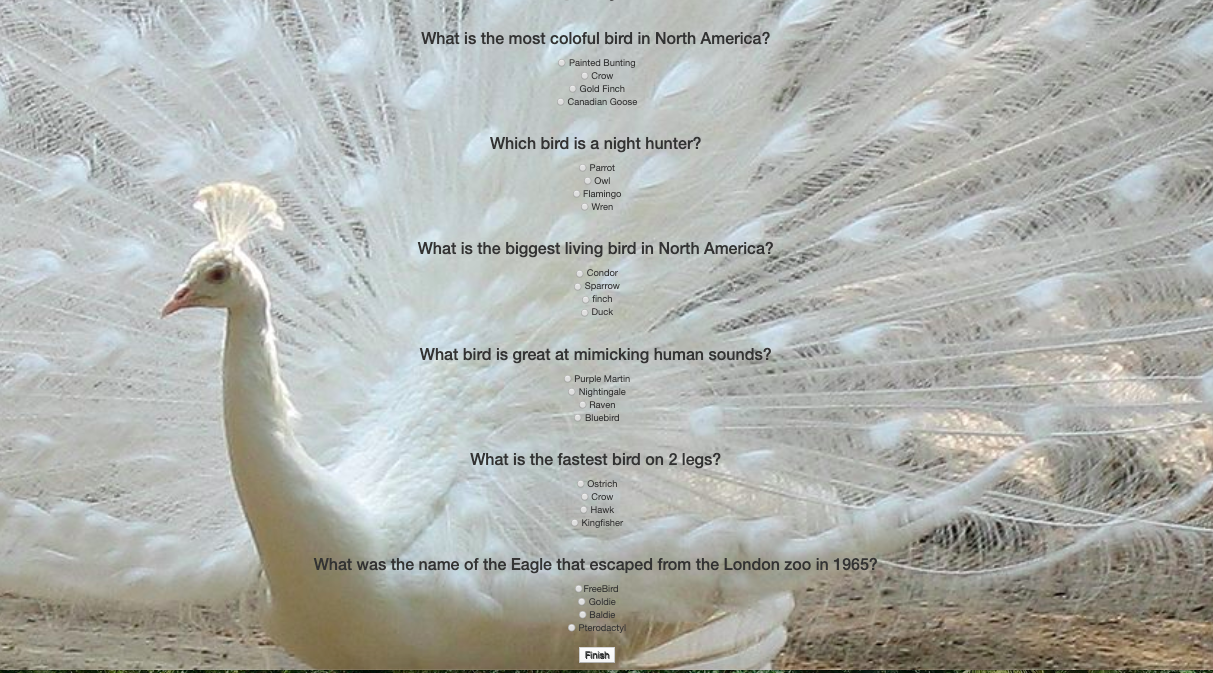 What is the most coloful bird in North America?
Painted Bunting
Crow
Gold Finch
Canadian Goose
Which bird is a night hunter?
Parrot
Owl
Flamingo
Wren
What is the biggest living bird in North America?
Condor
Sparrow
finch
Duck
What bird is great at mimicking human sounds?
Purple Martin
Nightingale
Raven
Bluebird
What is the fastest bird on 2 legs?
Ostrich
Crow
Hawk
Kingfisher
What was the name of the Eagle that escaped from the London zoo in 1965?
FreeBird
Goldie
Baldie
Pterodactyl
Finish